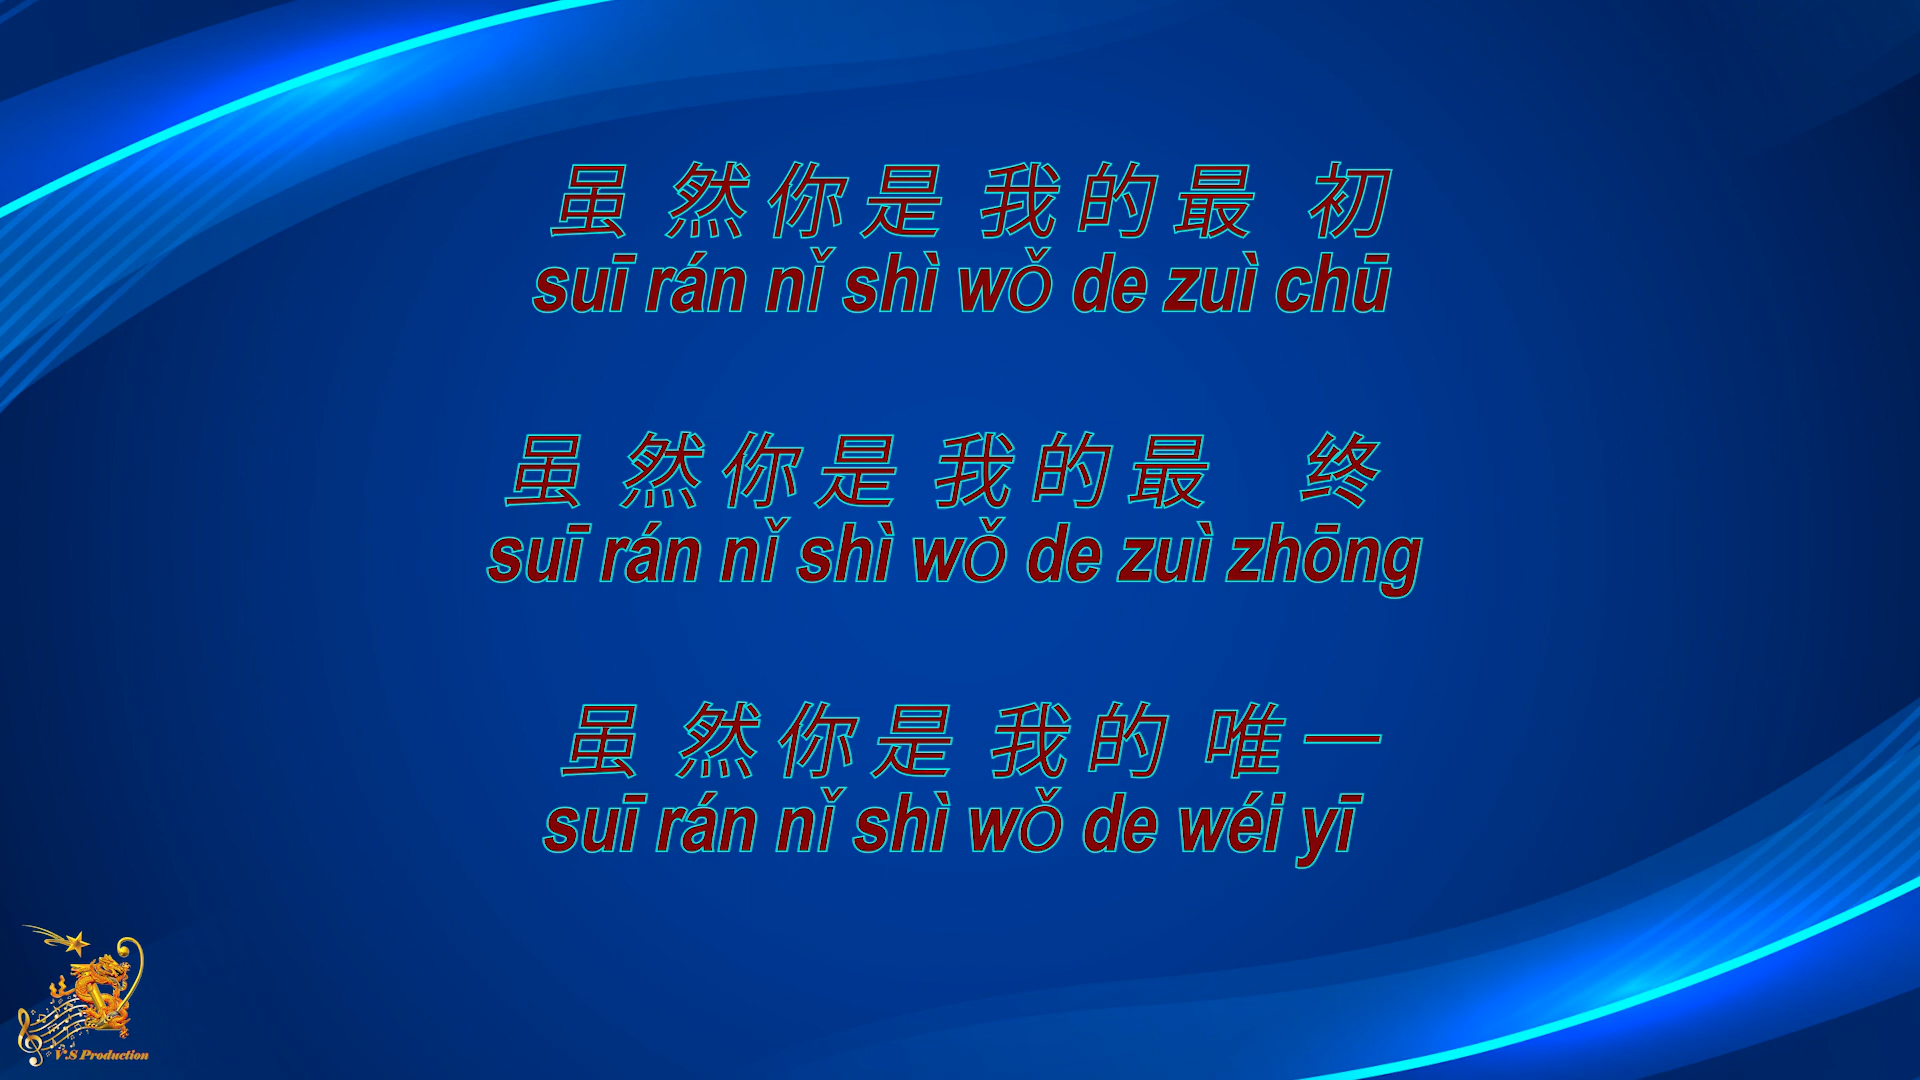 虽 然 你 是 我 的 最 初
suī rán nǐ shì wǒ de zuì chū
虽 然 你 是 我 的 最 终
suī rán nǐ shì wǒ de zuì zhōng
虽 然 你 是 我 的 唯 一
suī rán nǐ shì wǒ de wéi yī
V.S Production